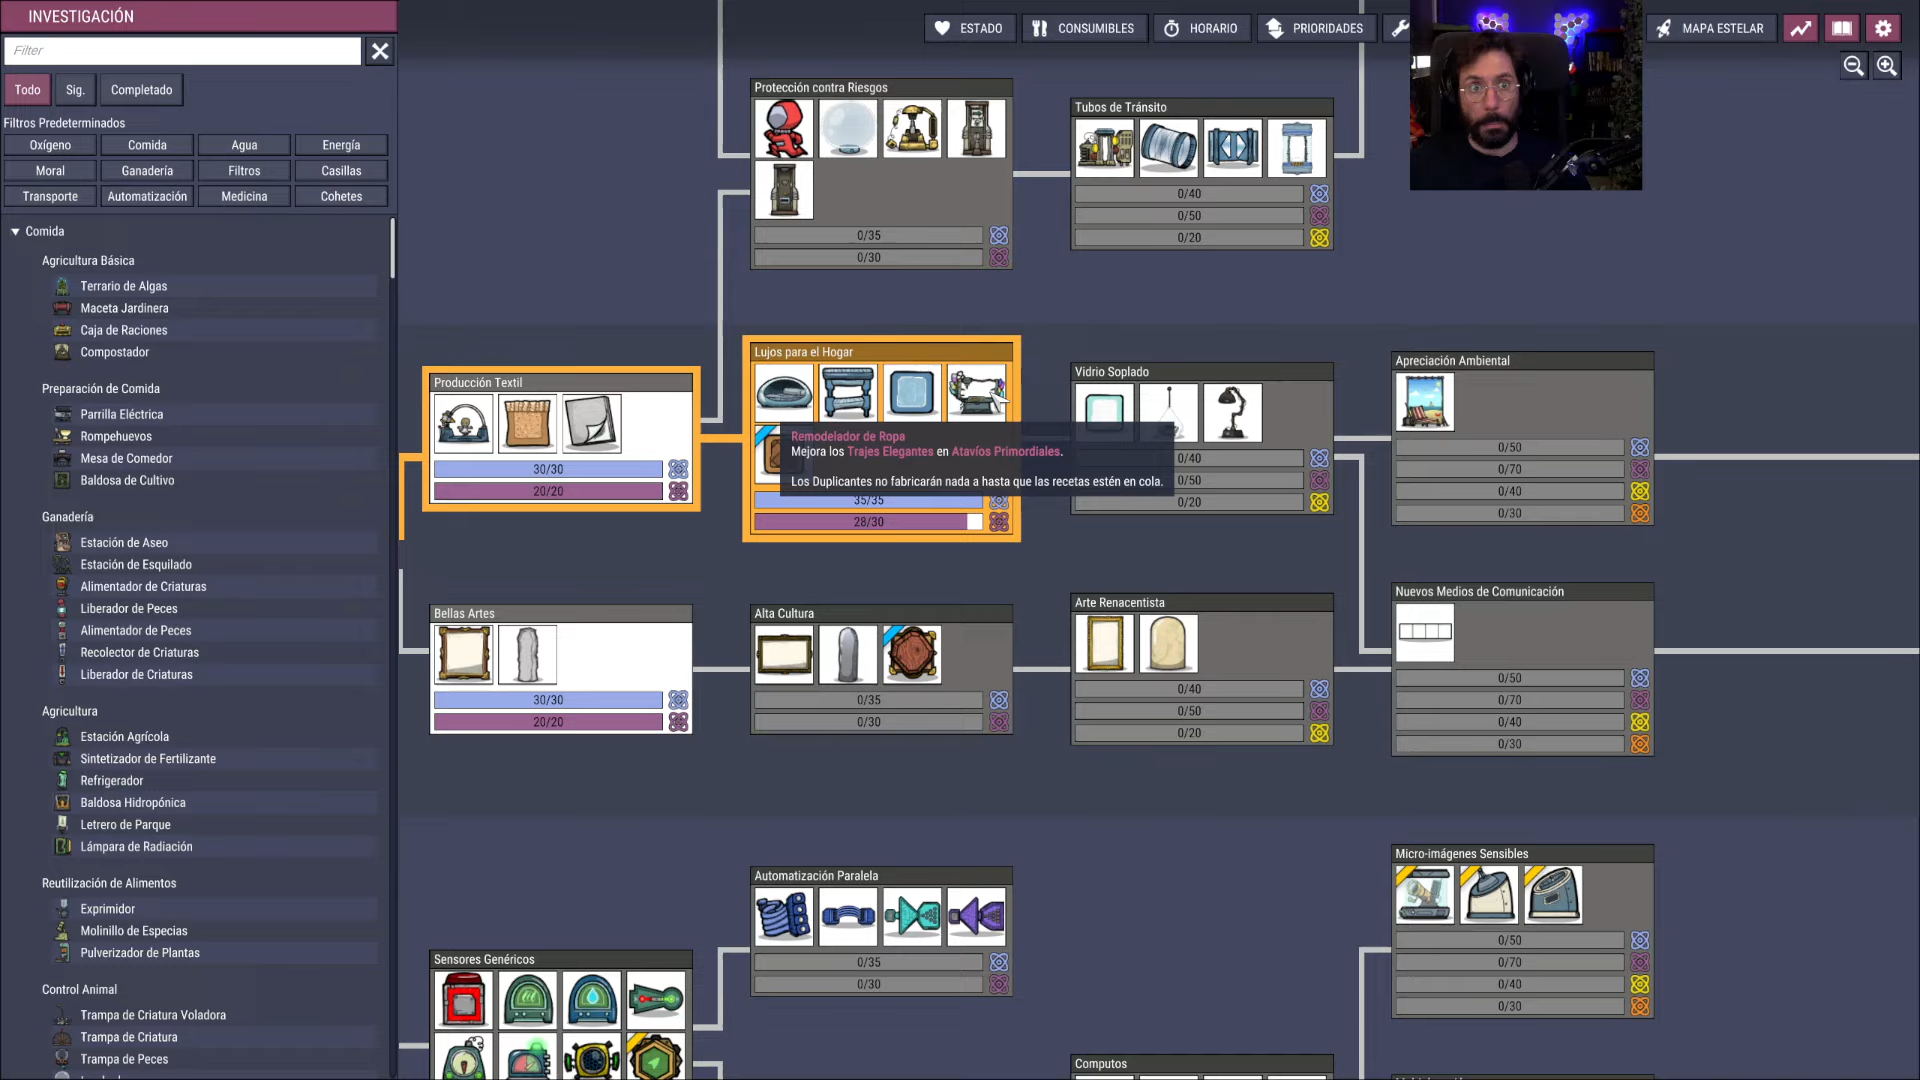 INVESTIGACIÓN
ESTADO
CONSUMIBLES
HORARIO
PRIORIDADES
MAPA ESTELAR
Filter
Todo
Sig.
Completado
Filtros Predeterminados
Oxígeno
Comida
Agua
Energía
Moral
Ganadería
Filtros
Casillas
Transporte
Automatización
Medicina
Cohetes
Comida
Agricultura Básica
Terrario de Algas
Maceta Jardinera
Caja de Raciones
Compostador
Preparación de Comida
Parrilla Eléctrica
Rompehuevos
Mesa de Comedor
Baldosa de Cultivo
Ganadería
Estación de Aseo
Estación de Esquilado
Alimentador de Criaturas
Liberador de Peces
Alimentador de Peces
Recolector de Criaturas
Liberador de Criaturas
Agricultura
Estación Agrícola
Sintetizador de Fertilizante
Refrigerador
Baldosa Hidropónica
Letrero de Parque
Lámpara de Radiación
Reutilización de Alimentos
Exprimidor
Molinillo de Especias
Pulverizador de Plantas
Control Animal
Trampa de Criatura Voladora
Trampa de Criatura
Trampa de Peces
Protección contra Riesgos
0/35
0/30
Tubos de Tránsito
0/40
0/50
0/20
Producción Textil
30/30
20/20
Lujos para el Hogar
35/35
28/30
Remodelador de Ropa
Mejora los Trajes Elegantes en Atavíos Primordiales.
Los Duplicantes no fabricarán nada a hasta que las recetas estén en cola.
Vidrio Soplado
0/40
0/50
0/20
Apreciación Ambiental
0/50
0/70
0/40
0/30
Bellas Artes
30/30
20/20
Alta Cultura
0/35
0/30
Arte Renacentista
0/40
0/50
0/20
Nuevos Medios de Comunicación
0/50
0/70
0/40
0/30
Automatización Paralela
0/35
0/30
Micro-imágenes Sensibles
0/50
0/70
0/40
0/30
Sensores Genéricos
Computos